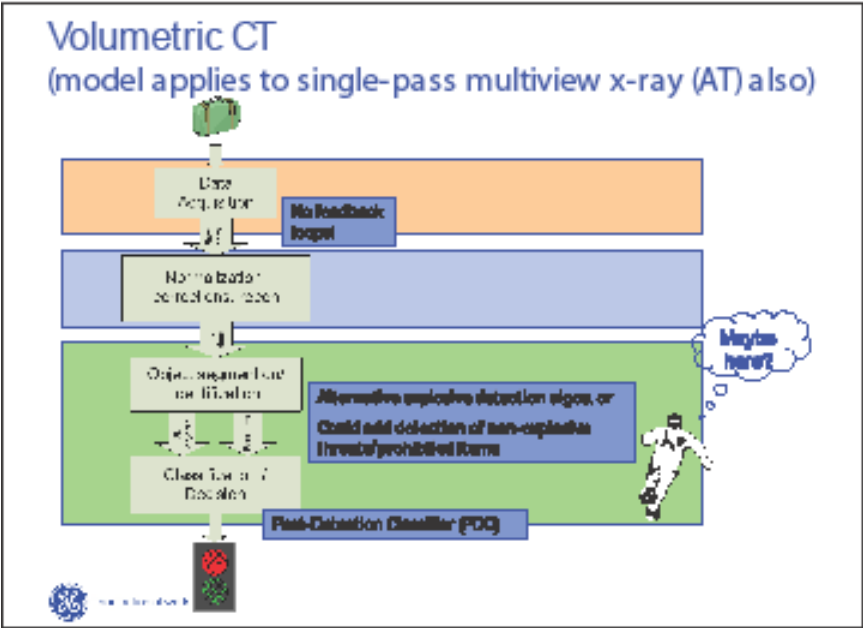 Volumetric CT
(model applies to single-pass multiview x-ray (AT) also)
Data
Acquisition
No feedback
loops!
Normalization
corrections, recon
Object segmentation/
identification
Maybe
here?
Alternative explosive detection algos, or
Could add detection of non-explosive
threats/prohibited items
Classification /
Decision
Post-Detection Classifier (PDC)